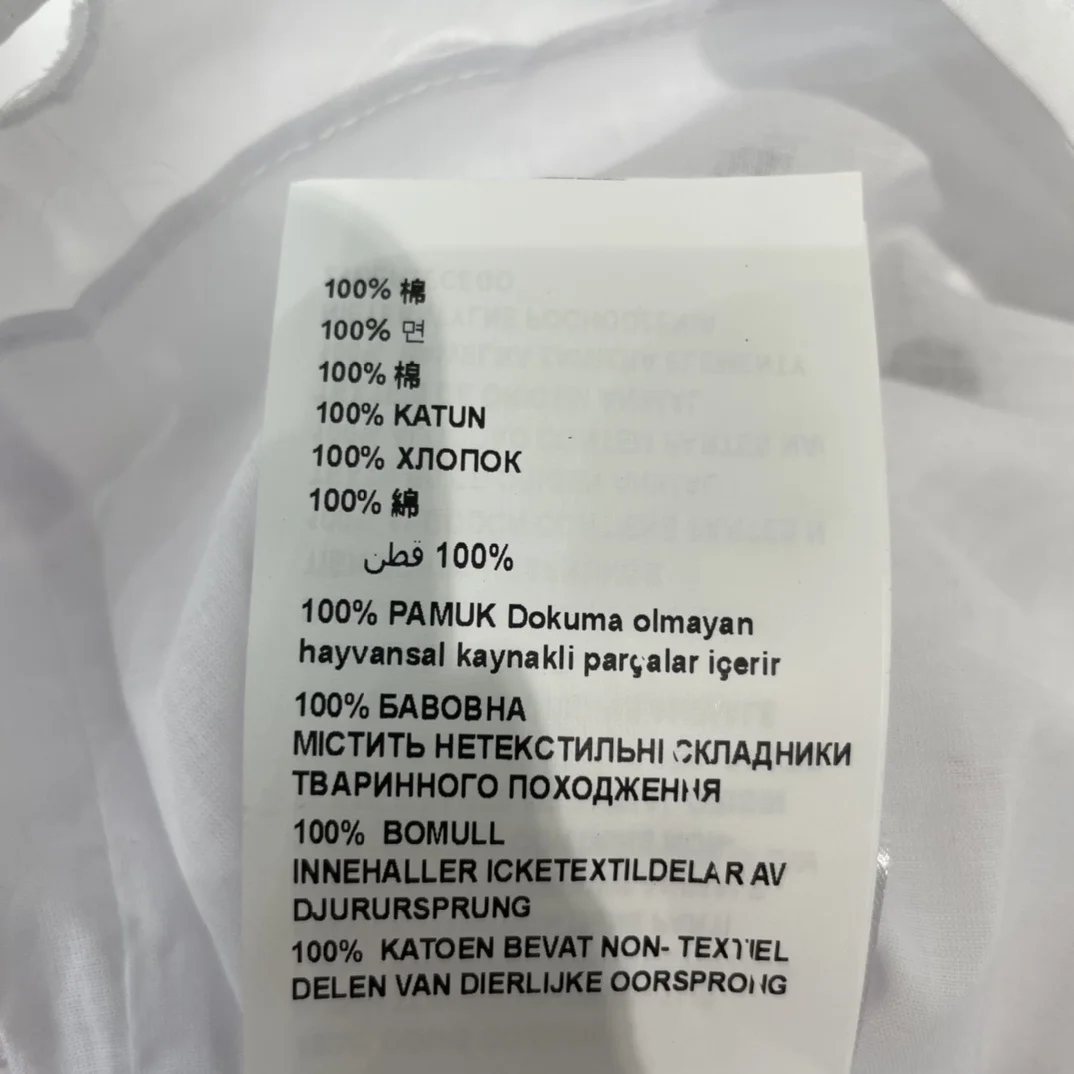 100% 棉
100% 면
100% 棉
100% KATUN
100% ХЛОПОК
100% 綿
100% قطن
100% PAMUK Dokuma olmayan
hayvansal kaynakli parçalar içerir
100% БАВОВНА
МІСТИТЬ НЕТЕКСТИЛЬНІ СКЛАДНИКИ
ТВАРИННОГО ПОХОДЖЕННЯ
100% BOMULL
INNEHALLER ICKETEXTILDELAR AV
DJURURSPRUNG
100% KATOEN BEVAT NON- TEXTIEL
DELEN VAN DIERLIJKE OORSPRONG